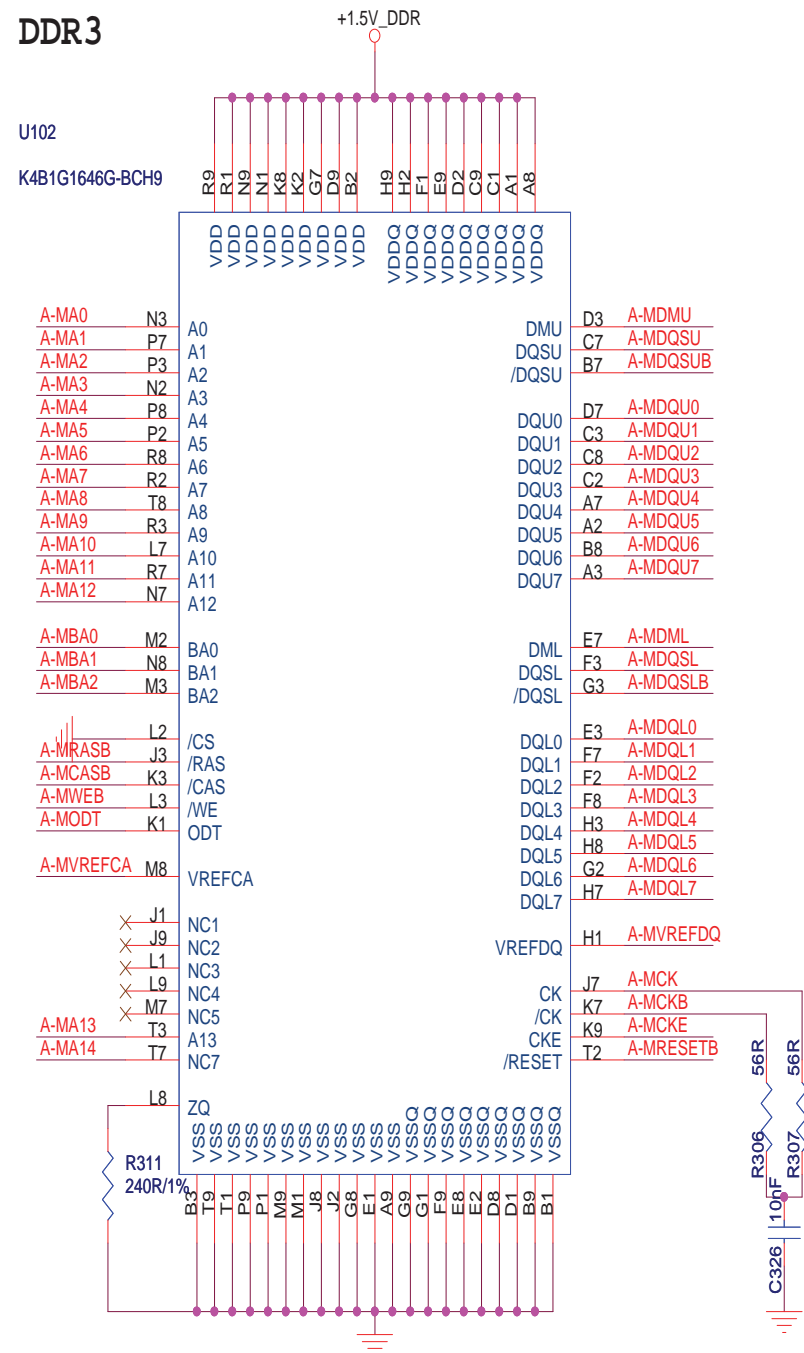 DDR3
+1.5V_DDR
U102
K4B1G1646G-BCH9
R9 R1 N9 N1 K8 K2 G7 D9 B2 H9 H2 F1 E9 D2 C9 C1 A1 A8
VDD VDD VDD VDD VDD VDD VDD VDD VDD VDDQ VDDQ VDDQ VDDQ VDDQ VDDQ VDDQ VDDQ VDDQ
A-MA0 N3 A0 DMU D3 A-MDMU
A-MA1 P7 A1 DQSU C7 A-MDQSU
A-MA2 P3 A2 /DQSU B7 A-MDQSUB
A-MA3 N2 A3
A-MA4 P8 A4 DQU0 D7 A-MDQU0
A-MA5 P2 A5 DQU1 C3 A-MDQU1
A-MA6 R8 A6 DQU2 C8 A-MDQU2
A-MA7 R2 A7 DQU3 C2 A-MDQU3
A-MA8 T8 A8 DQU4 A7 A-MDQU4
A-MA9 R3 A9 DQU5 A2 A-MDQU5
A-MA10 L7 A10 DQU6 B8 A-MDQU6
A-MA11 R7 A11 DQU7 A3 A-MDQU7
A-MA12 N7 A12
A-MBA0 M2 BA0 DML E7 A-MDML
A-MBA1 N8 BA1 DQSL F3 A-MDQSL
A-MBA2 M3 BA2 /DQSL G3 A-MDQSLB
L2 /CS DQL0 E3 A-MDQL0
A-MRASB J3 /RAS DQL1 F7 A-MDQL1
A-MCASB K3 /CAS DQL2 F2 A-MDQL2
A-MWEB L3 /WE DQL3 F8 A-MDQL3
A-MODT K1 ODT DQL4 H3 A-MDQL4
DQL5 H8 A-MDQL5
A-MVREFCA M8 VREFCA DQL6 G2 A-MDQL6
DQL7 H7 A-MDQL7
J1 NC1
J9 NC2 VREFDQ H1 A-MVREFDQ
L1 NC3
L9 NC4 CK J7 A-MCK
M7 NC5 /CK K7 A-MCKB
A-MA13 T3 A13 CKE K9 A-MCKE
A-MA14 T7 NC7 /RESET T2 A-MRESETB
56R 56R
R306 R307
L8 ZQ
VSS VSS VSS VSS VSS VSS VSS VSS VSS VSS VSS VSS VSSQ VSSQ VSSQ VSSQ VSSQ VSSQ VSSQ VSSQ VSSQ
R311
240R/1%
B3 T9 T1 P9 P1 M9 M1 J8 J2 G8 E1 A9 G9 G1 F9 E8 E2 D8 D1 B9 B1
10nF
C326